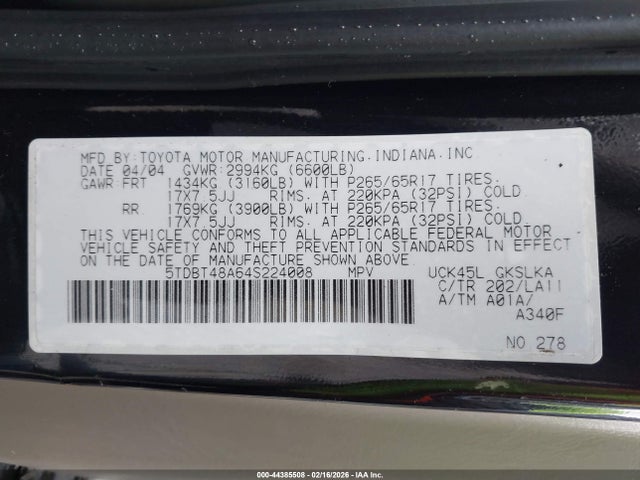 MFD BY:TOYOTA MOTOR MANUFACTURING.INDIANA.INC
DATE 04/04 GVWR:2994KG (6600LB)
GAWR FRT 1434KG (3160LB) WITH P265/65R17 TIRES.
17X7.5JJ RIMS. AT 220KPA (32PSI) COLD
RR 1769KG (3900LB) WITH P265/65R17 TIRES.
17X7.5JJ RIMS. AT 220KPA (32PSI) COLD
THIS VEHICLE CONFORMS TO ALL APPLICABLE FEDERAL MOTOR
VEHICLE SAFETY AND THEFT PREVENTION STANDARDS IN EFFECT
ON THE DATE OF MANUFACTURE SHOWN ABOVE
5TDBT48A64S224008 MPV UCK45L GKSLKA
C/TR 202/LA11
A/TM A01A/
A340F
NO 278
000-44385508 - 02/16/2026 - © IAA Holdings, LLC